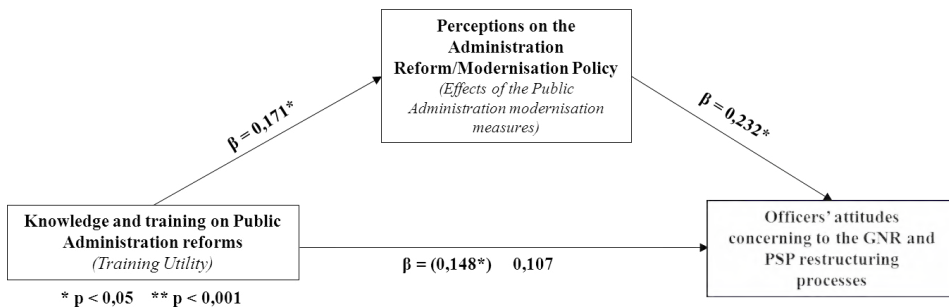 Perceptions on the
Administration
Reform/Modernisation Policy
(Effects of the Public
Administration modernisation
measures)
β = 0,171*
β = 0,232*
Knowledge and training on Public
Administration reforms
(Training Utility)
Officers' attitudes
concerning to the GNR and
PSP restructuring
processes
β = (0,148*) 0,107
* p < 0,05 ** p < 0,001